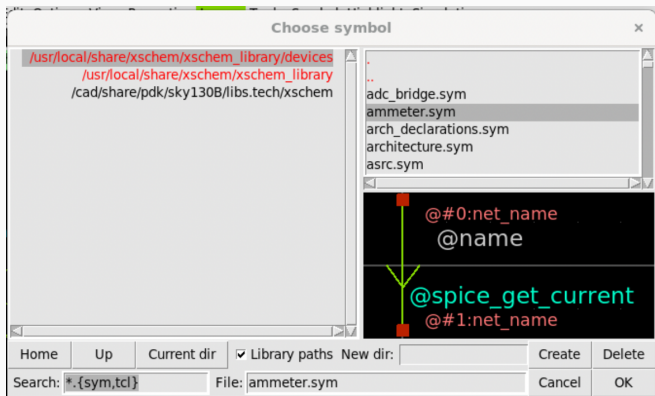 Choose symbol
/usr/local/share/xschem/xschem_library/devices
/usr/local/share/xschem/xschem_library
/cad/share/pdk/sky130B/libs.tech/xschem
.
..
adc_bridge.sym
ammeter.sym
arch_declarations.sym
architecture.sym
asrc.sym
@#0:net_name
@name
@spice_get_current
@#1:net_name
Home Up Current dir Library paths New dir: Create Delete
Search: *.{sym,tcl} File: ammeter.sym Cancel OK